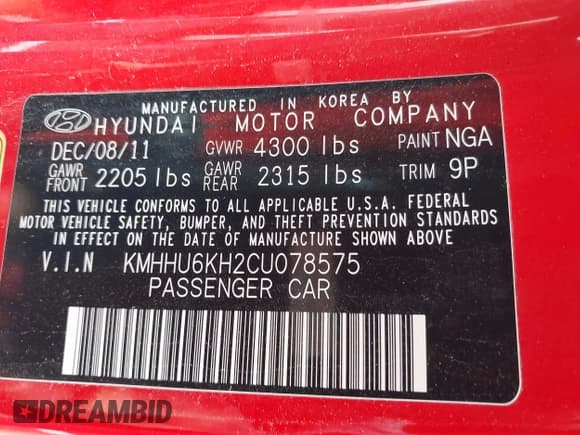 MANUFACTURED IN KOREA BY
HYUNDAI MOTOR COMPANY
DEC/08/11 GVWR 4300 lbs PAINT NGA
GAWR FRONT 2205 lbs GAWR REAR 2315 lbs TRIM 9P
THIS VEHICLE CONFORMS TO ALL APPLICABLE U.S.A. FEDERAL
MOTOR VEHICLE SAFETY, BUMPER, AND THEFT PREVENTION STANDARDS
IN EFFECT ON THE DATE OF MANUFACTURE SHOWN ABOVE
V.I.N KMHHU6KH2CU078575
PASSENGER CAR
DREAMBID